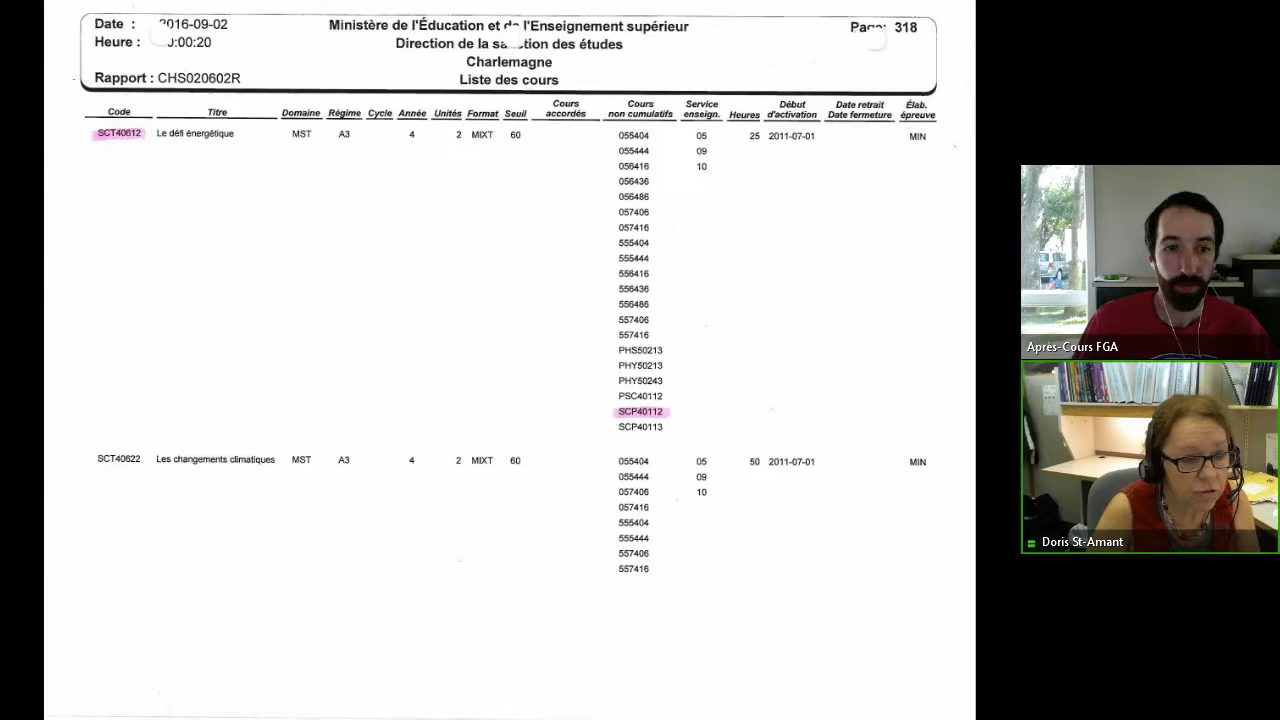 Date : 2016-09-02 Ministère de l'Éducation et de l'Enseignement supérieur Page: 318
Heure : :00:20 Direction de la sanction des études
Charlemagne
Rapport : CHS020602R Liste des cours
Code Titre Domaine Régime Cycle Année Unités Format Seuil Cours accordés Cours non cumulatifs Service enseign. Heures Début d'activation Date retrait Date fermeture Élab. épreuve
SCT40612 Le défi énergétique MST A3 4 2 MIXT 60 055404 05 25 2011-07-01 MIN
055444 09
056416 10
056436
056486
057406
057416
555404
555444
556416
556436
556486
557406
557416
PHS50213
PHY50213
PHY50243
PSC40112
SCP40112
SCP40113
SCT40622 Les changements climatiques MST A3 4 2 MIXT 60 055404 05 50 2011-07-01 MIN
055444 09
057406 10
057416
555404
555444
557406
557416
Après-Cours FGA
Doris St-Amant